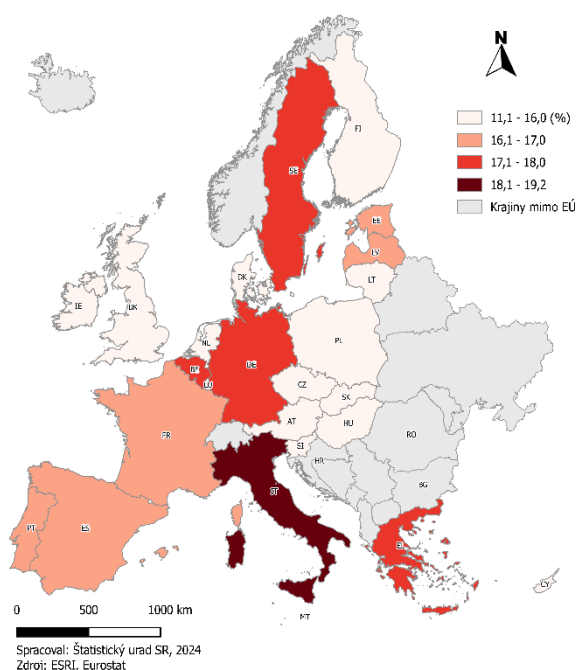 N
11,1 - 16,0 (%)
16,1 - 17,0
17,1 - 18,0
18,1 - 19,2
Krajiny mimo EÚ
FI
SE
EE
LV
LT
DK
IE
UK
NL
PL
DE
BE
LU
CZ
SK
AT
HU
FR
SI
RO
HR
IT
BG
PT
ES
EL
CY
MT
0 500 1000 km
Spracoval: Štatistický urad SR, 2024
Zdroj: ESRI. Eurostat